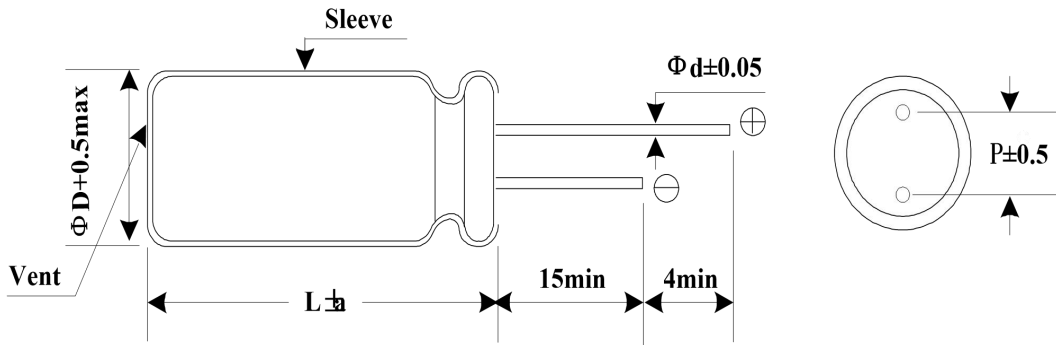 Sleeve
Φd±0.05
⊕
ΦD+0.5max
P±0.5
⊖
Vent
15min
4min
L±a